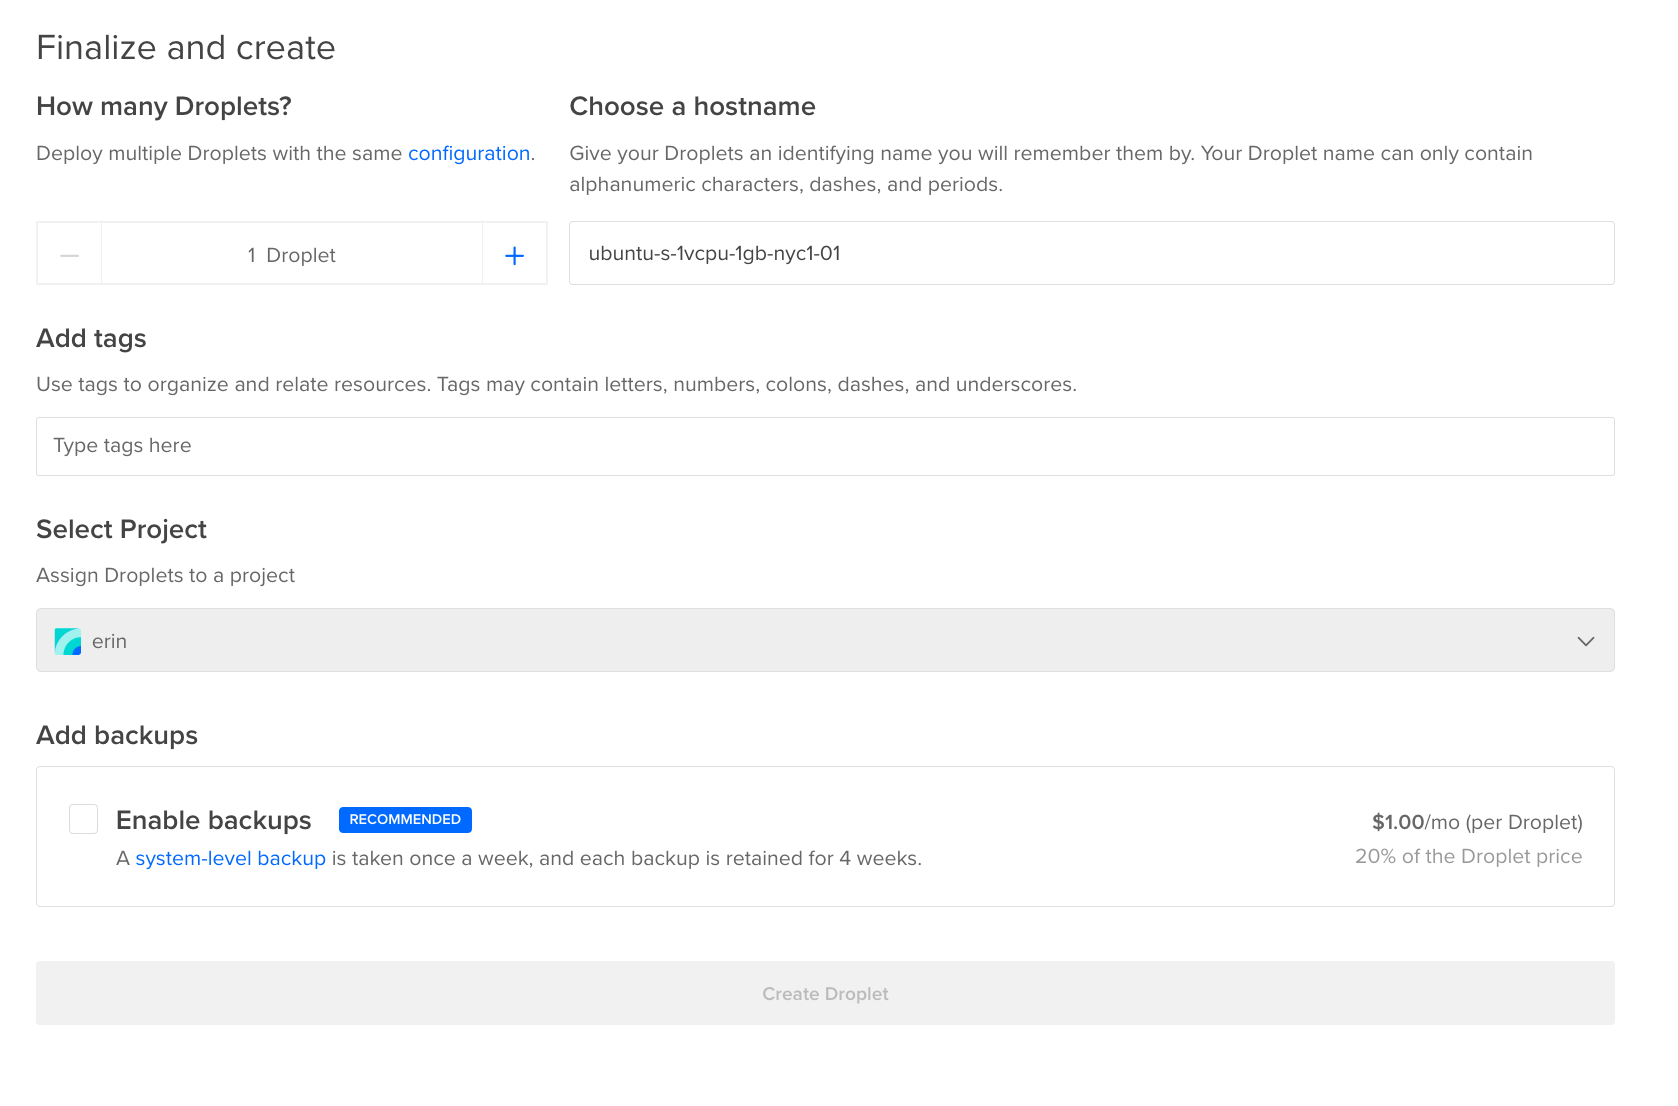 Finalize and create
How many Droplets?
Deploy multiple Droplets with the same configuration.
Choose a hostname
Give your Droplets an identifying name you will remember them by. Your Droplet name can only contain
alphanumeric characters, dashes, and periods.
1 Droplet
ubuntu-s-1vcpu-1gb-nyc1-01
Add tags
Use tags to organize and relate resources. Tags may contain letters, numbers, colons, dashes, and underscores.
Type tags here
Select Project
Assign Droplets to a project
erin
Add backups
Enable backups RECOMMENDED
A system-level backup is taken once a week, and each backup is retained for 4 weeks.
$1.00/mo (per Droplet)
20% of the Droplet price
Create Droplet